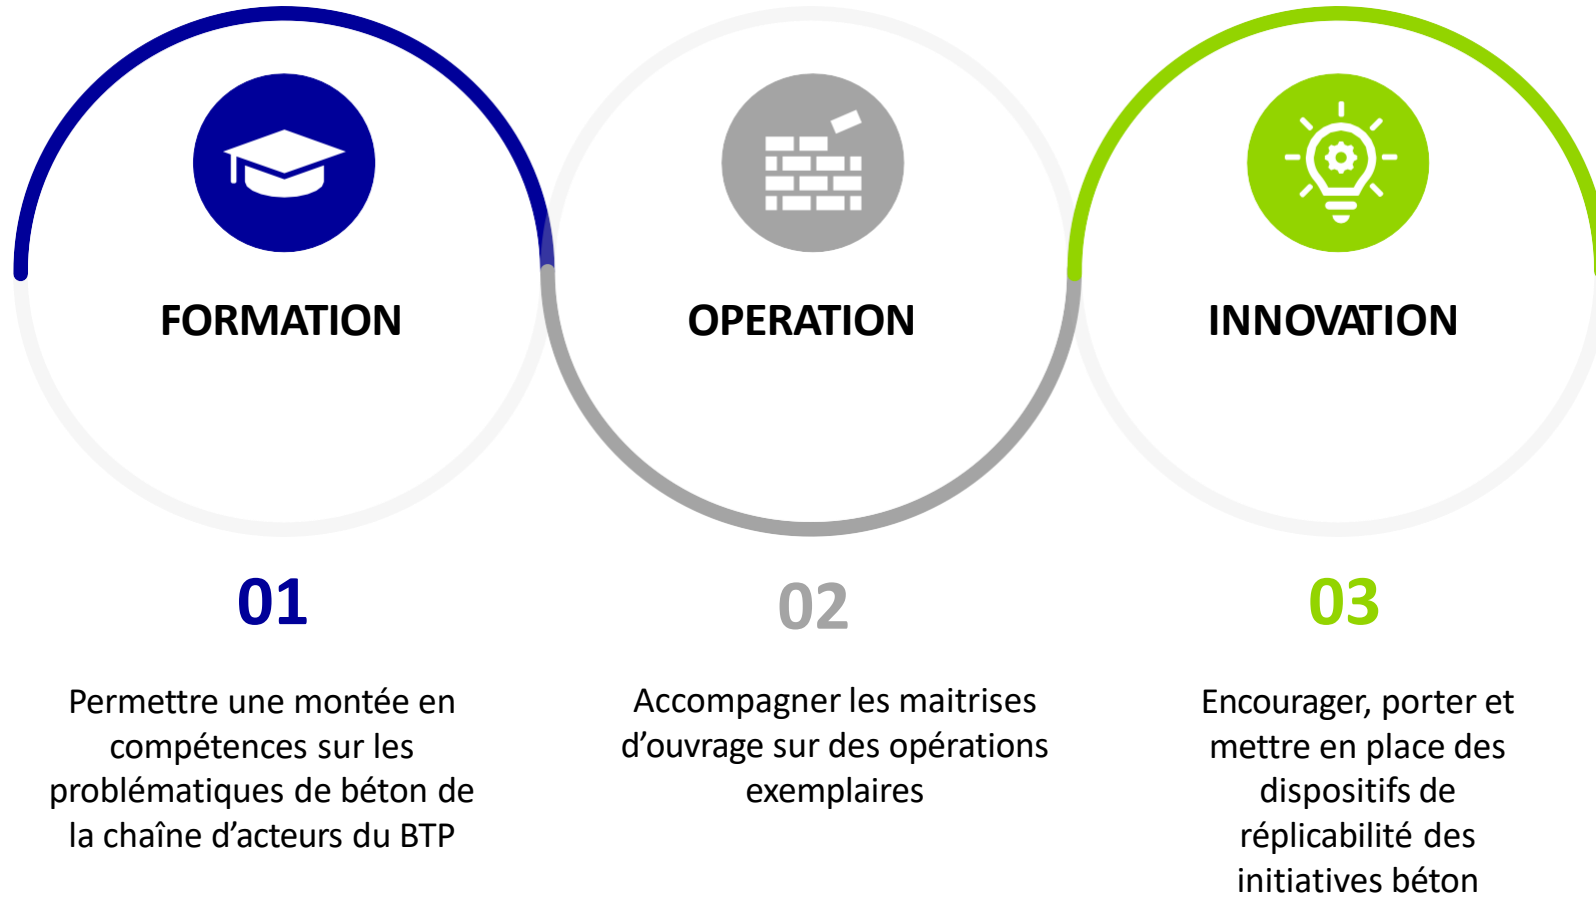 FORMATION
OPERATION
INNOVATION
01
Permettre une montée en
compétences sur les
problématiques de béton de
la chaîne d’acteurs du BTP
02
Accompagner les maitrises
d’ouvrage sur des opérations
exemplaires
03
Encourager, porter et
mettre en place des
dispositifs de
réplicabilité des
initiatives béton